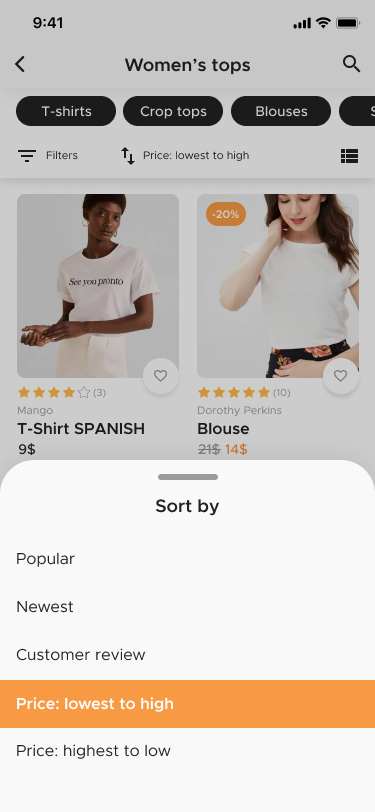 9:41
Women's tops
T-shirts
Crop tops
Blouses
S
Filters
Price: lowest to high
See you pronto
-20%
(3)
(10)
Mango
Dorothy Perkins
T-Shirt SPANISH
Blouse
9$
21$ 14$
Sort by
Popular
Newest
Customer review
Price: lowest to high
Price: highest to low